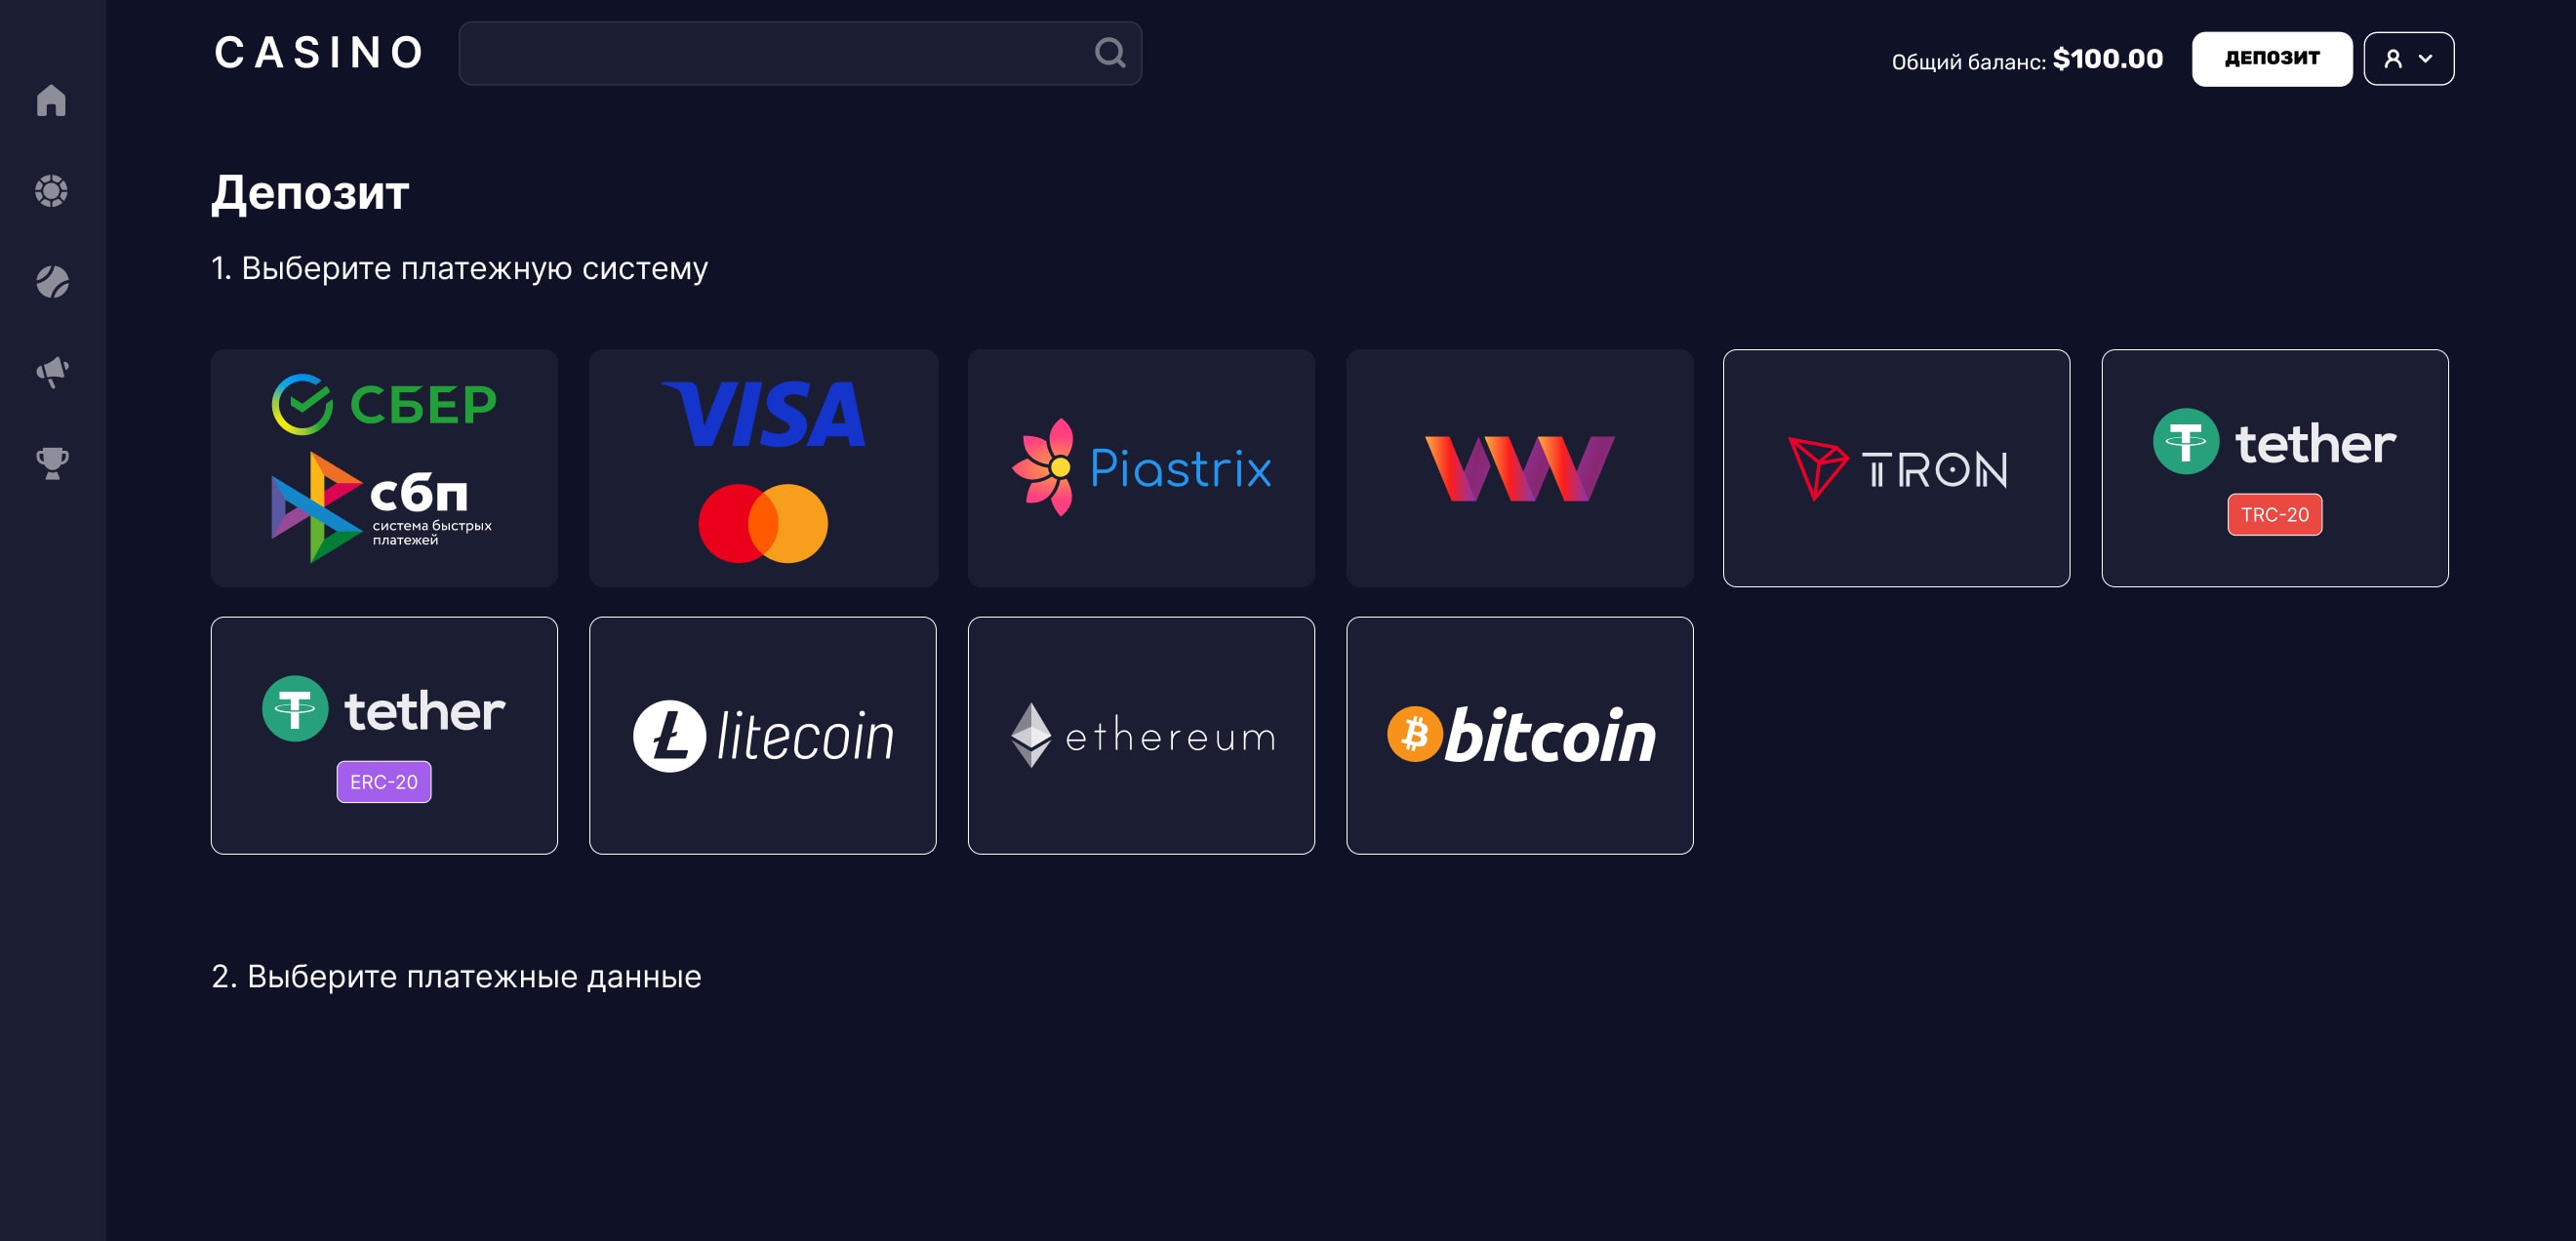 CASINO
Общий баланс: $100.00
ДЕПОЗИТ
Депозит
1. Выберите платежную систему
СБЕР
сбп
система быстрых
платежей
VISA
Piastrix
TRON
tether
TRC-20
tether
ERC-20
litecoin
ethereum
bitcoin
2. Выберите платежные данные